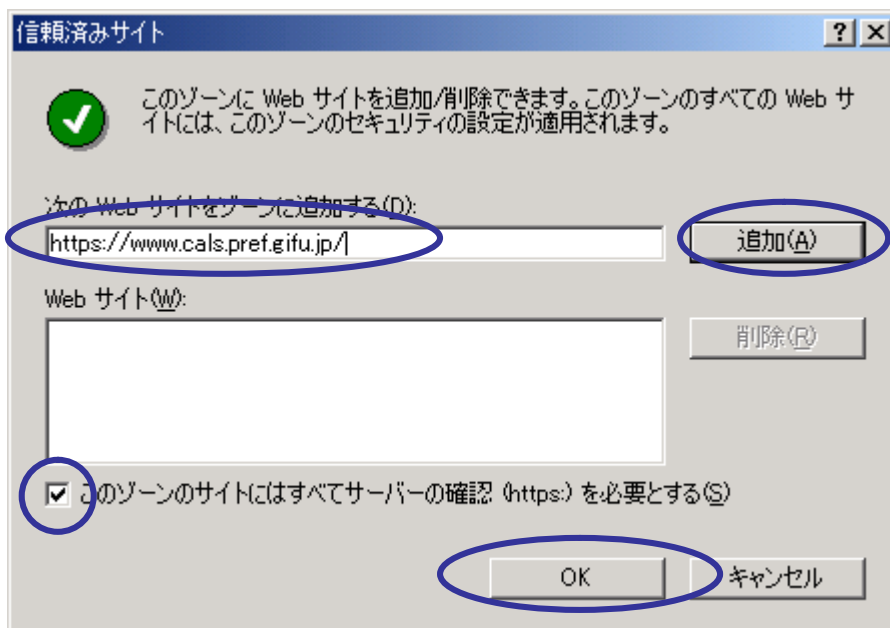 信頼済みサイト
このゾーンに Web サイトを追加/削除できます。このゾーンのすべての Web サ
イトには、このゾーンのセキュリティの設定が適用されます。
次の Web サイトをゾーンに追加する(D):
https://www.cals.pref.gifu.jp/
追加(A)
Web サイト(W):
削除(R)
このゾーンのサイトにはすべてサーバーの確認 (https:) を必要とする(S)
OK
キャンセル